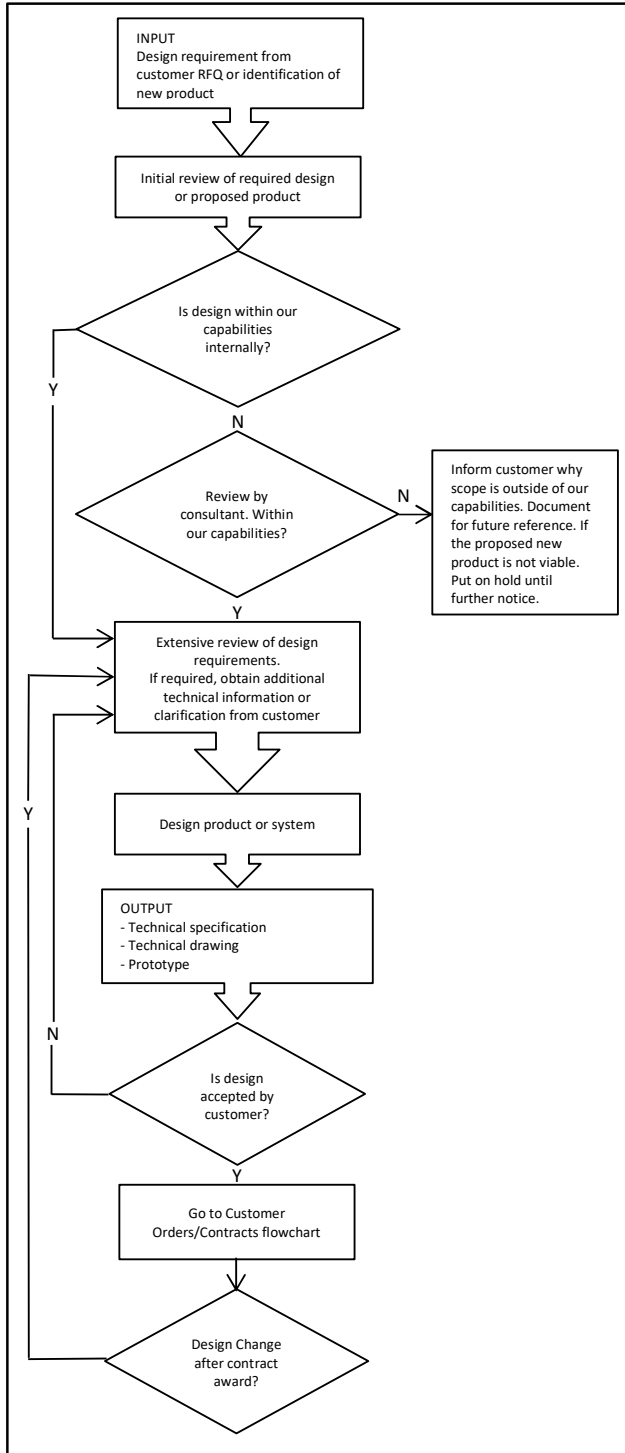 INPUT
Design requirement from
customer RFQ or identification of
new product
Initial review of required design
or proposed product
Is design within our
capabilities
internally?
Y
N
Review by
consultant. Within
our capabilities?
N
Inform customer why
scope is outside of our
capabilities. Document
for future reference. If
the proposed new
product is not viable.
Put on hold until
further notice.
Y
Extensive review of design
requirements.
If required, obtain additional
technical information or
clarification from customer
Y
Design product or system
OUTPUT
- Technical specification
- Technical drawing
- Prototype
N
Is design
accepted by
customer?
Y
Go to Customer
Orders/Contracts flowchart
Design Change
after contract
award?